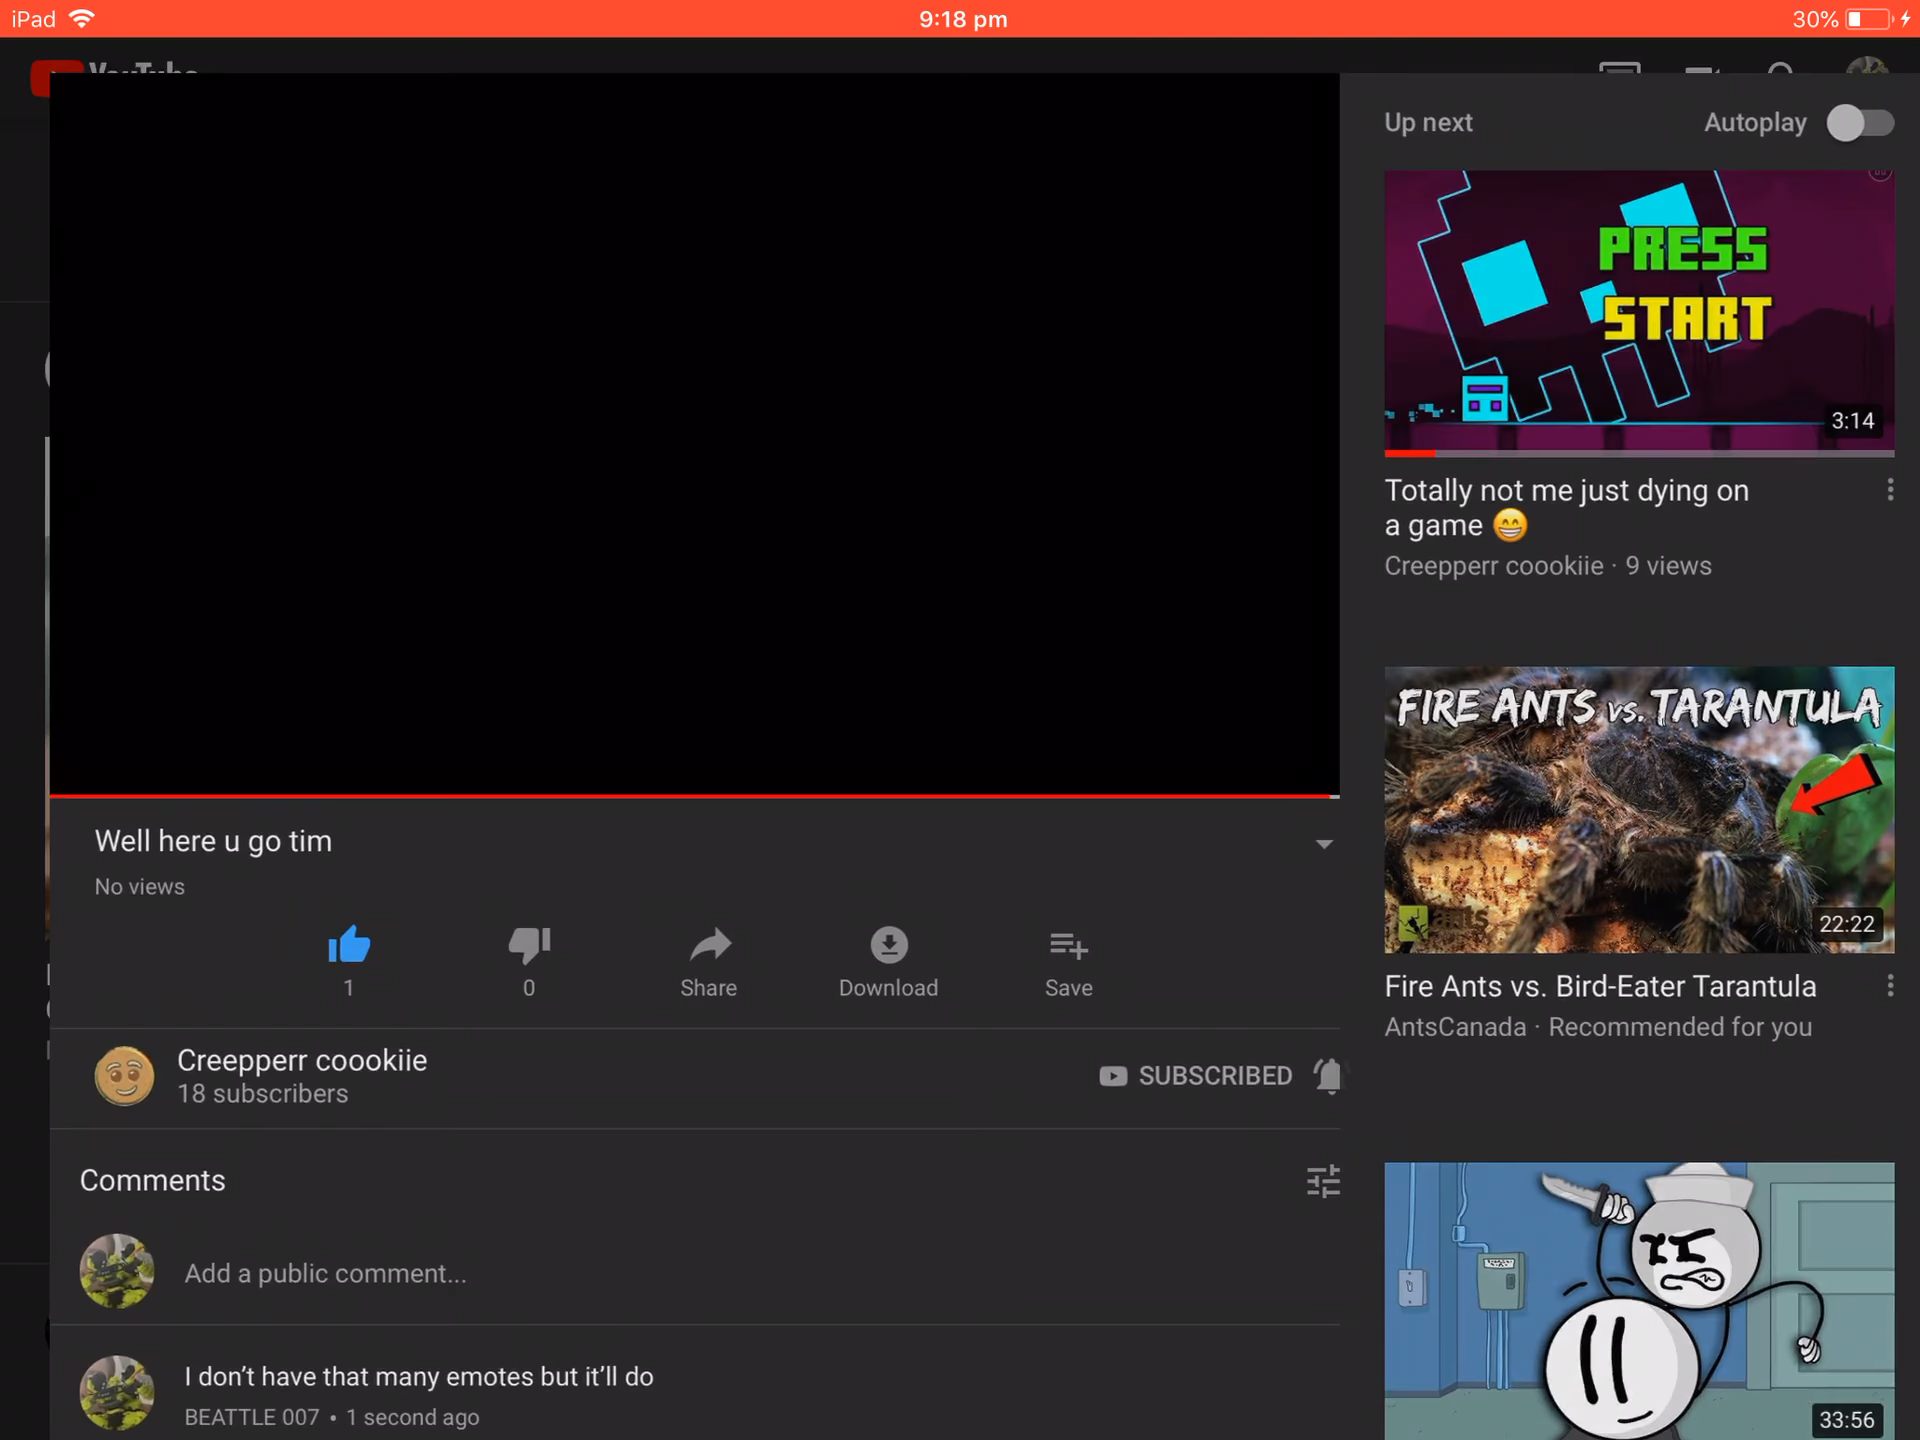 iPad
9:18 pm
30%
YouTube
Up next
Autoplay
PRESS
START
3:14
Totally not me just dying on
a game 😁
Creepperr coookiie · 9 views
FIRE ANTS vs. TARANTULA
ants
22:22
Fire Ants vs. Bird-Eater Tarantula
AntsCanada · Recommended for you
33:56
Well here u go tim
No views
1
0
Share
Download
Save
Creepperr coookiie
18 subscribers
SUBSCRIBED
Comments
Add a public comment...
I don’t have that many emotes but it’ll do
BEATTLE 007 • 1 second ago